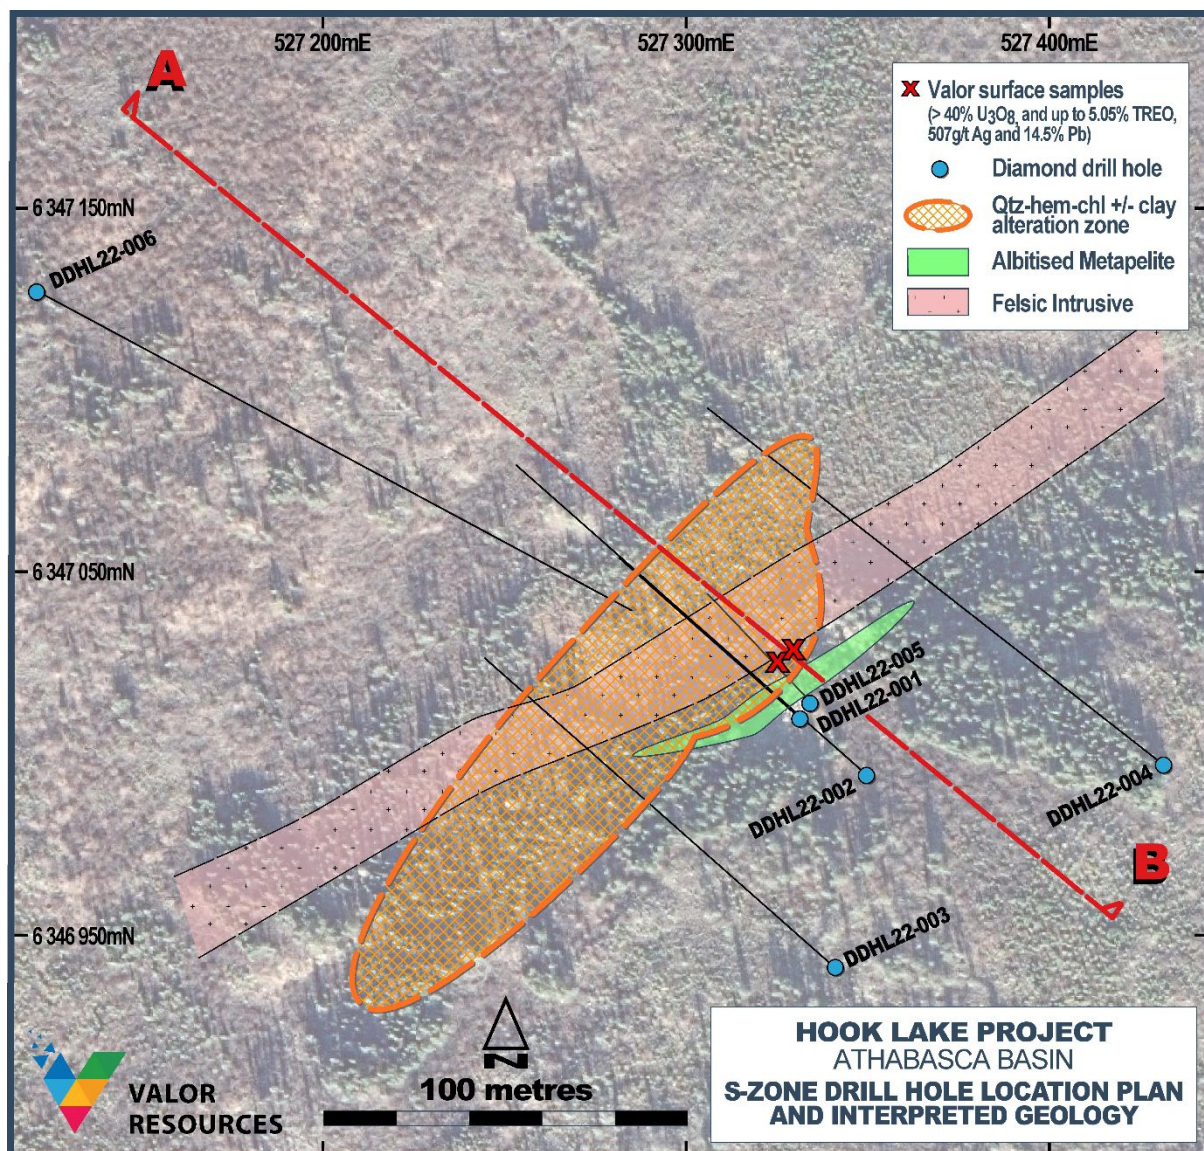 527 200mE
527 300mE
527 400mE
A
X Valor surface samples
(> 40% U₃O₈, and up to 5.05% TREO,
507g/t Ag and 14.5% Pb)
Diamond drill hole
Qtz-hem-chl +/- clay
alteration zone
Albitised Metapelite
Felsic Intrusive
6 347 150mN
DDHL22-006
6 347 050mN
X X
DDHL22-005
DDHL22-001
DDHL22-002
DDHL22-004
B
6 346 950mN
DDHL22-003
N
100 metres
VALOR
RESOURCES
HOOK LAKE PROJECT
ATHABASCA BASIN
S-ZONE DRILL HOLE LOCATION PLAN
AND INTERPRETED GEOLOGY